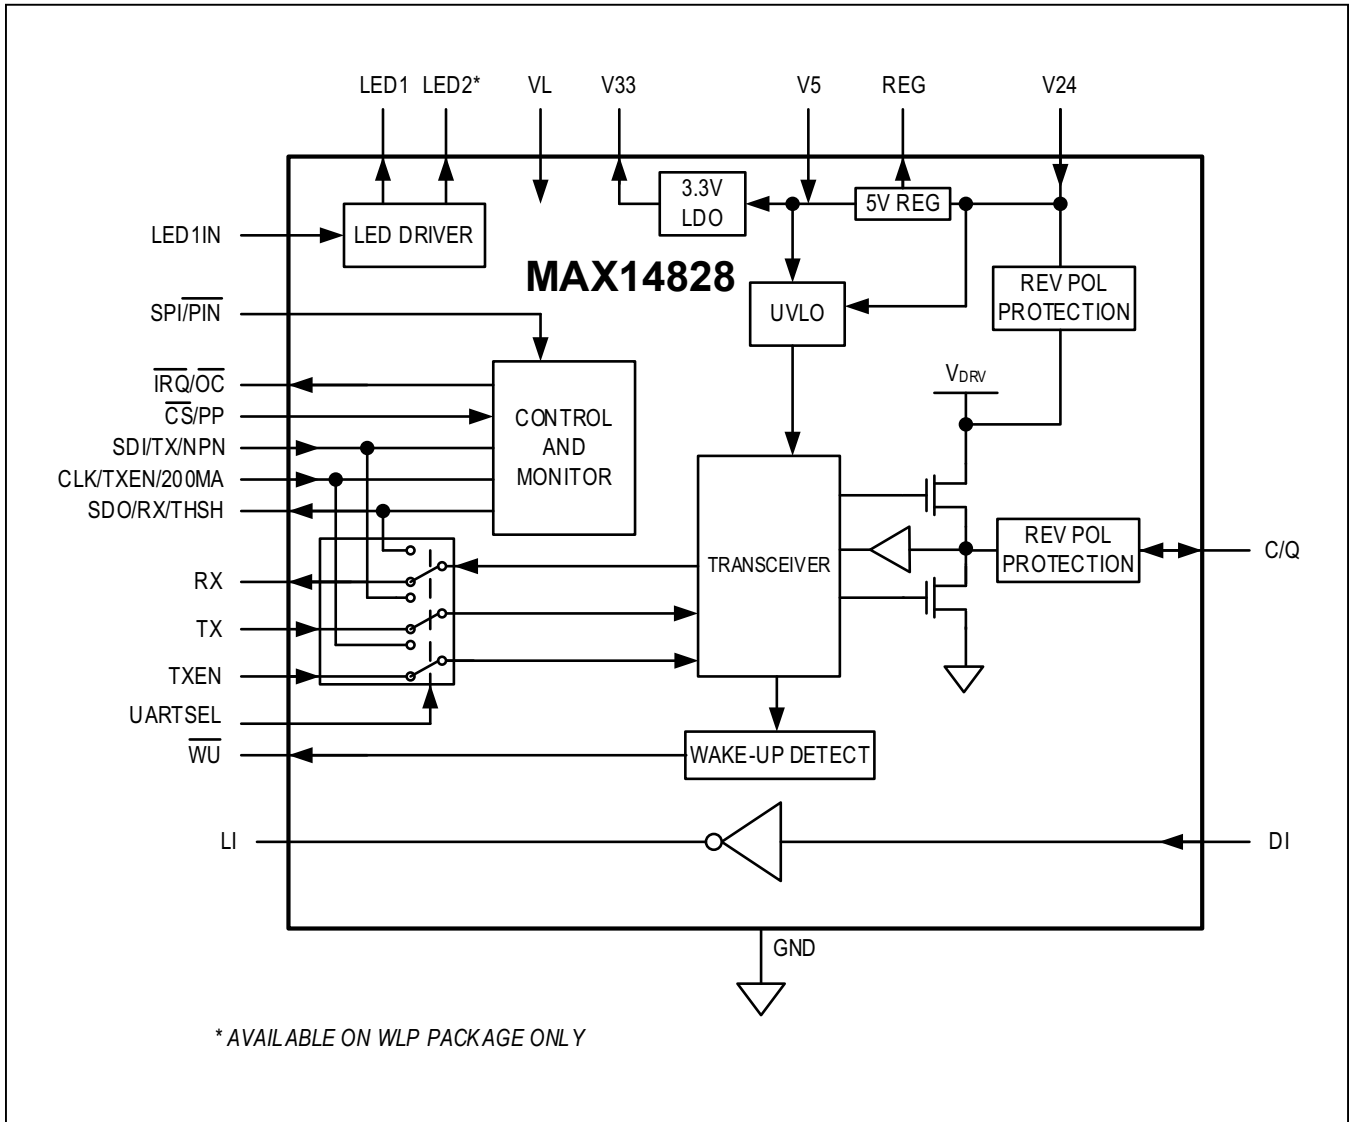 LED1 LED2* VL V33 V5 REG V24
3.3V
LDO
5V REG
LED1IN
LED DRIVER
MAX14828
REV POL
PROTECTION
SPI/PIN
UVLO
VDRV
IRQ/OC
CS/PP
SDI/TX/NPN
CLK/TXEN/200MA
SDO/RX/THSH
CONTROL
AND
MONITOR
TRANSCEIVER
REV POL
PROTECTION
C/Q
RX
TX
TXEN
UARTSEL
WU
WAKE-UP DETECT
LI
DI
GND
* AVAILABLE ON WLP PACKAGE ONLY